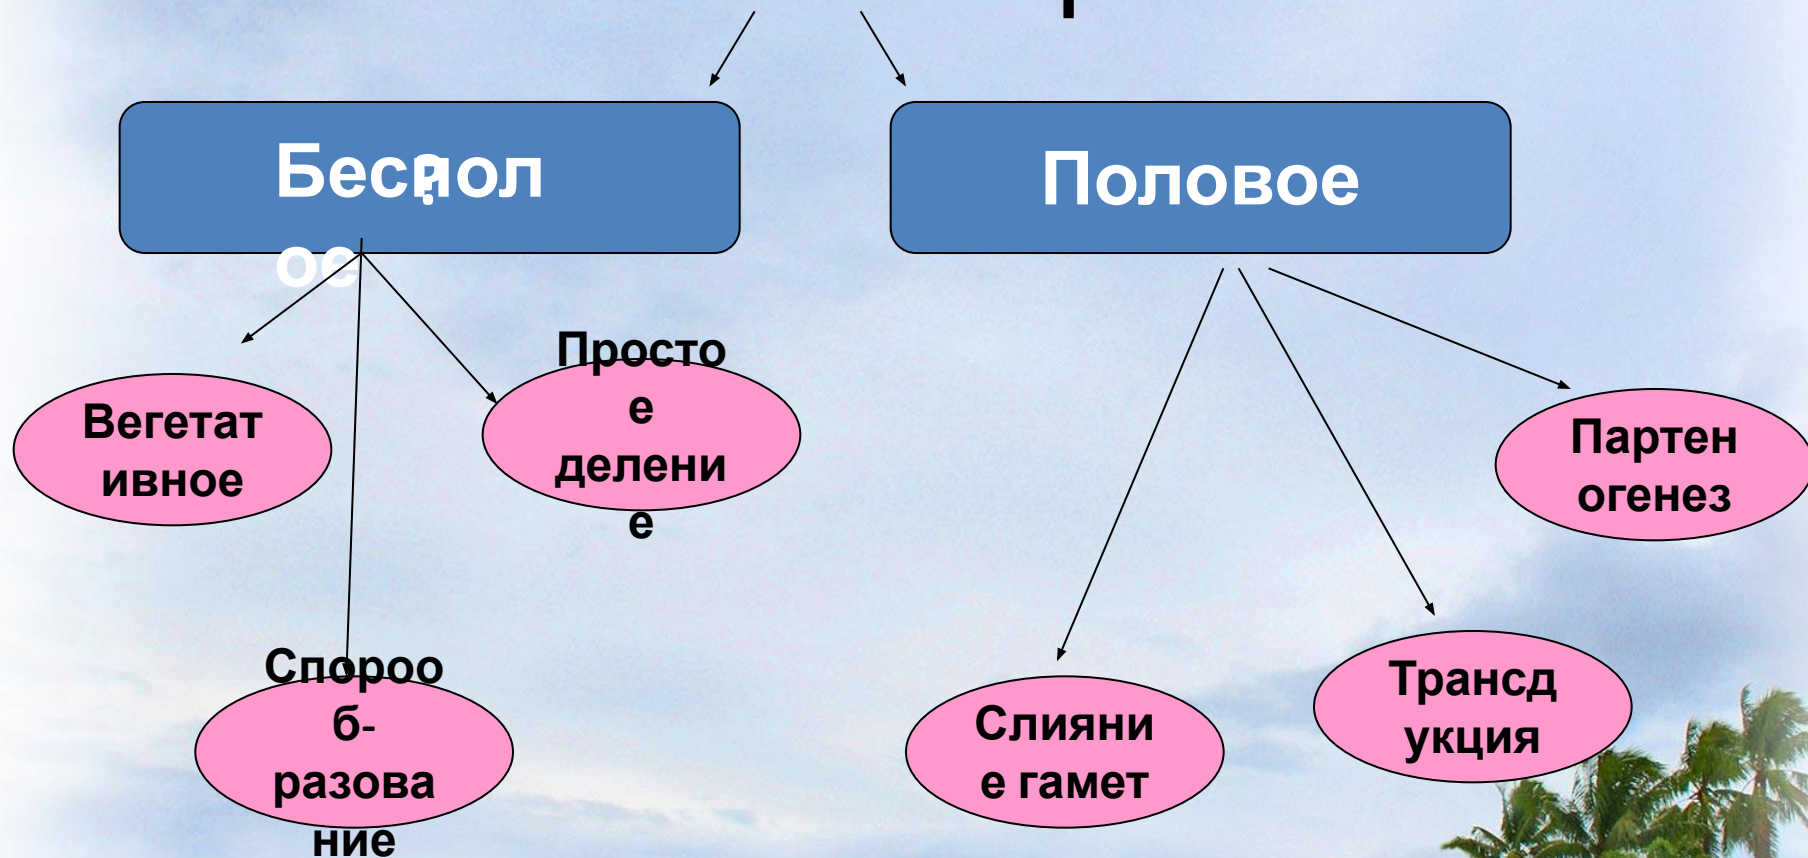 Беспол
ое
?
Половое
Просто
е
делени
е
Вегетат
ивное
Партен
огенез
Спороо
б-
разова
ние
Слияни
е гамет
Трансд
укция